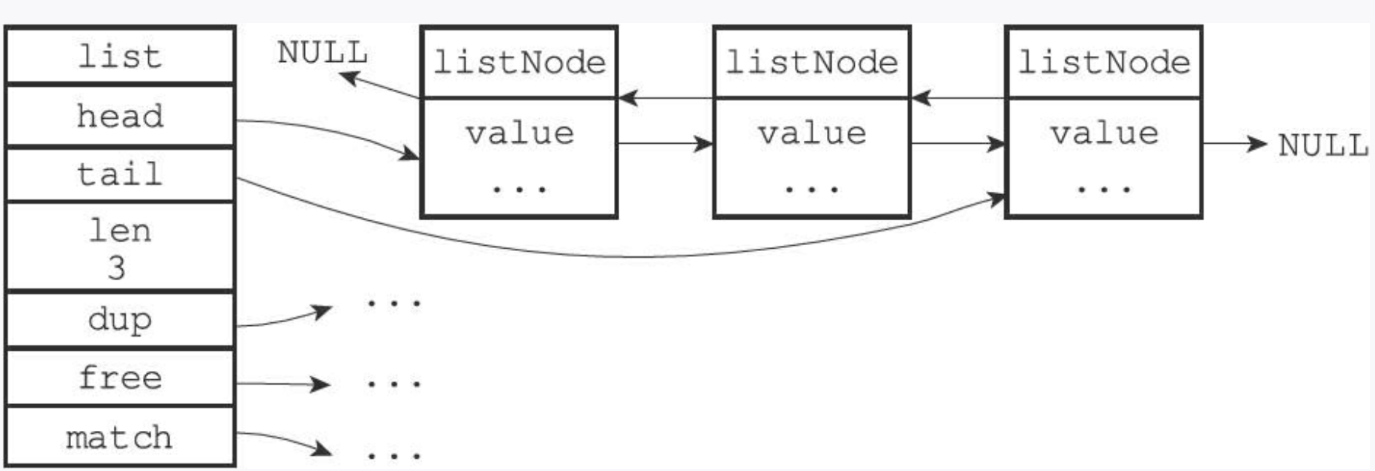 list
head
tail
len
3
dup
free
match
NULL
listNode
value
...
listNode
value
...
listNode
value
...
NULL
...
...
...